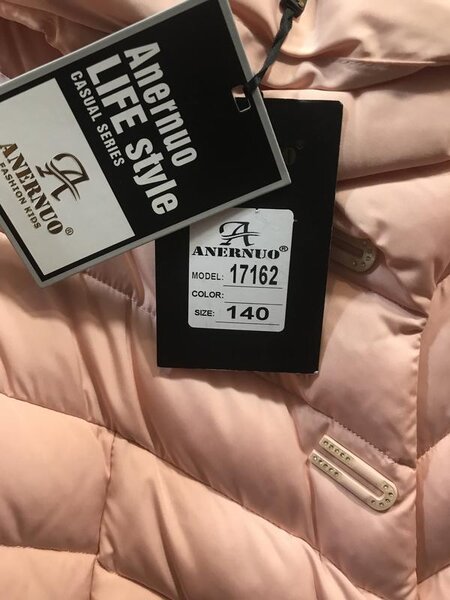 Anernuo
LIFE style
CASUAL SERIES
A
ANERNUO®
FASHION KIDS
A
ANERNUO®
MODEL: 17162
COLOR:
SIZE: 140